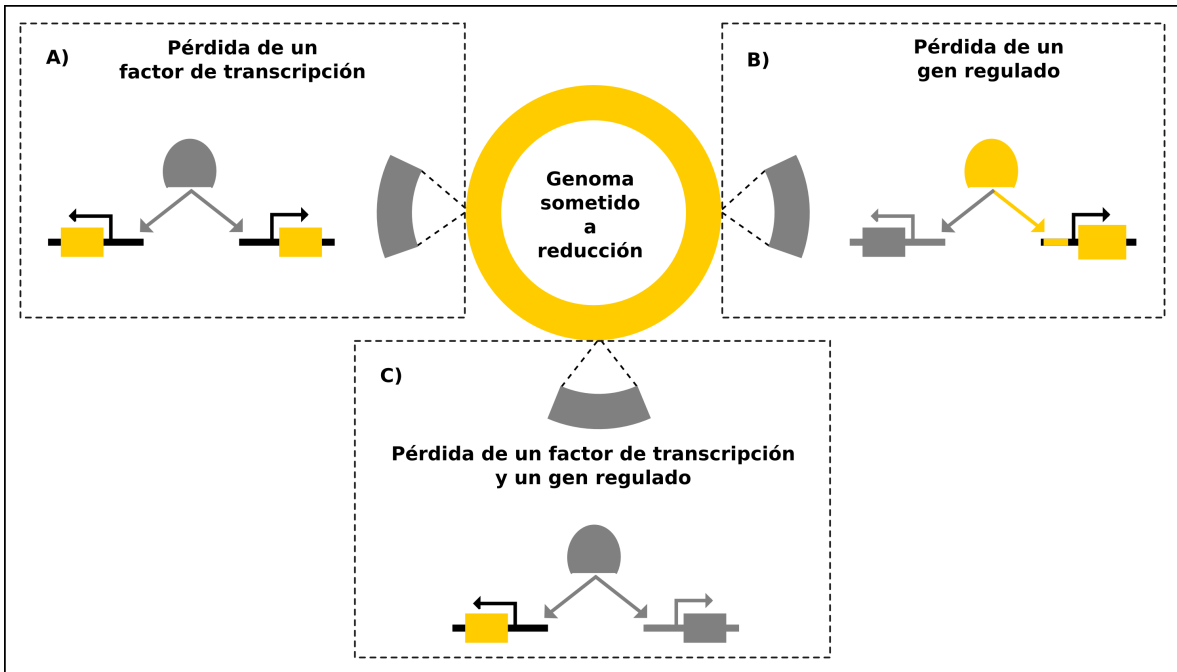 A)
Pérdida de un
factor de transcripción
B)
Pérdida de un
gen regulado
Genoma
sometido
a
reducción
C)
Pérdida de un factor de transcripción
y un gen regulado